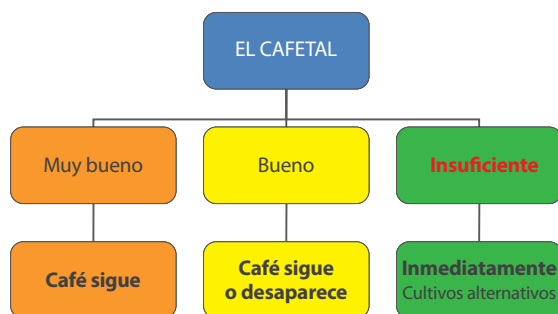 EL CAFETAL
Muy bueno
Bueno
Insuficiente
Café sigue
Café sigue
o desaparece
Inmediatamente
Cultivos alternativos